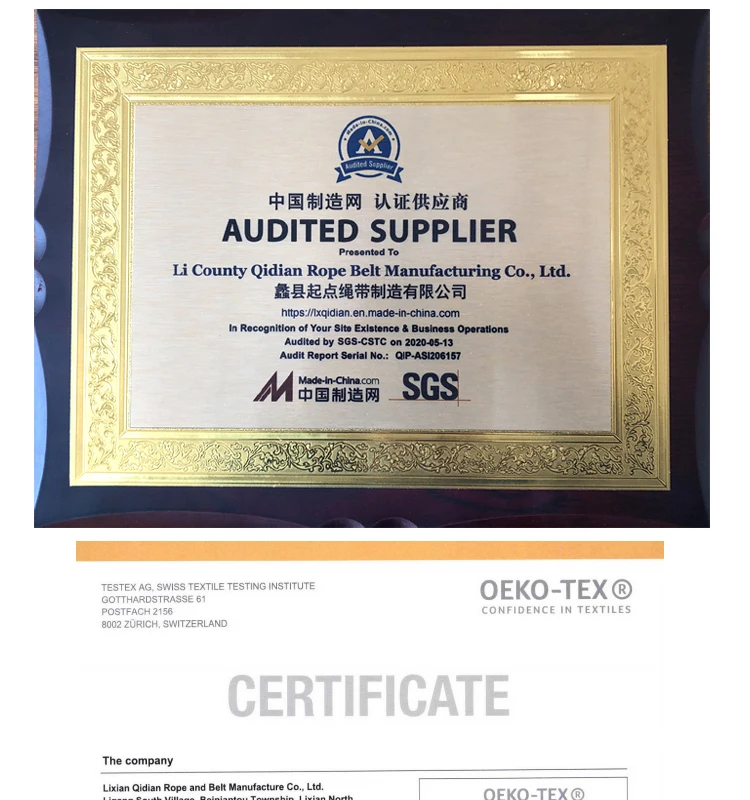 Made-in-China.com
A
Audited Supplier
中国制造网 认证供应商
AUDITED SUPPLIER
Presented To
Li County Qidian Rope Belt Manufacturing Co., Ltd.
蠡县起点绳带制造有限公司
https://lxqidian.en.made-in-china.com
In Recognition of Your Site Existence & Business Operations
Audited by SGS-CSTC on 2020-05-13
Audit Report Serial No.: QIP-ASI206157
Made-in-China.com
中国制造网
SGS
TESTEX AG, SWISS TEXTILE TESTING INSTITUTE
GOTTHARDSTRASSE 61
POSTFACH 2156
8002 ZÜRICH, SWITZERLAND
OEKO-TEX®
CONFIDENCE IN TEXTILES
CERTIFICATE
The company
Lixian Qidian Rope and Belt Manufacture Co., Ltd.
South Village, Township, Lixian North
OEKO-TEX®